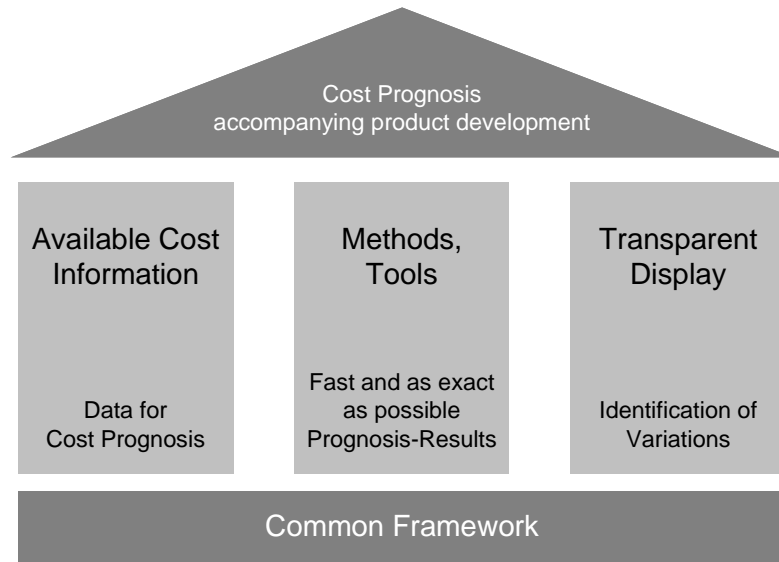 Cost Prognosis
accompanying product development
Available Cost
Information
Data for
Cost Prognosis
Methods,
Tools
Fast and as exact
as possible
Prognosis-Results
Transparent
Display
Identification of
Variations
Common Framework